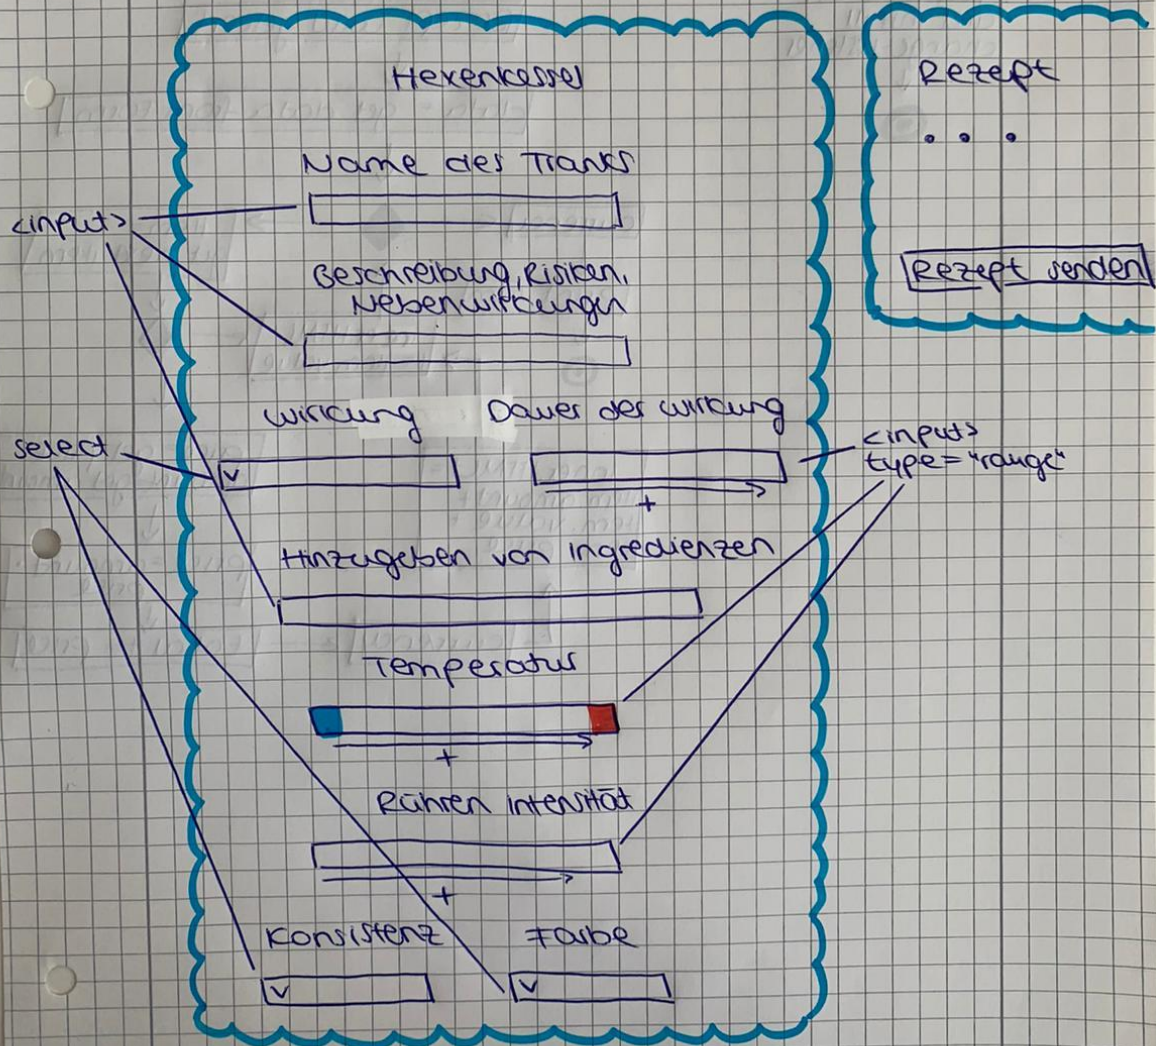 Hexenkessel
Name des Tranks
<input>
Beschreibung, Risiken,
Nebenwirkungen
Wirkung
Dauer der Wirkung
select
<input>
type="range"
+
Hinzugeben von Ingredienzen
Temperatur
+
Rühren Intensität
+
Konsistenz
Farbe
Rezept
...
Rezept senden